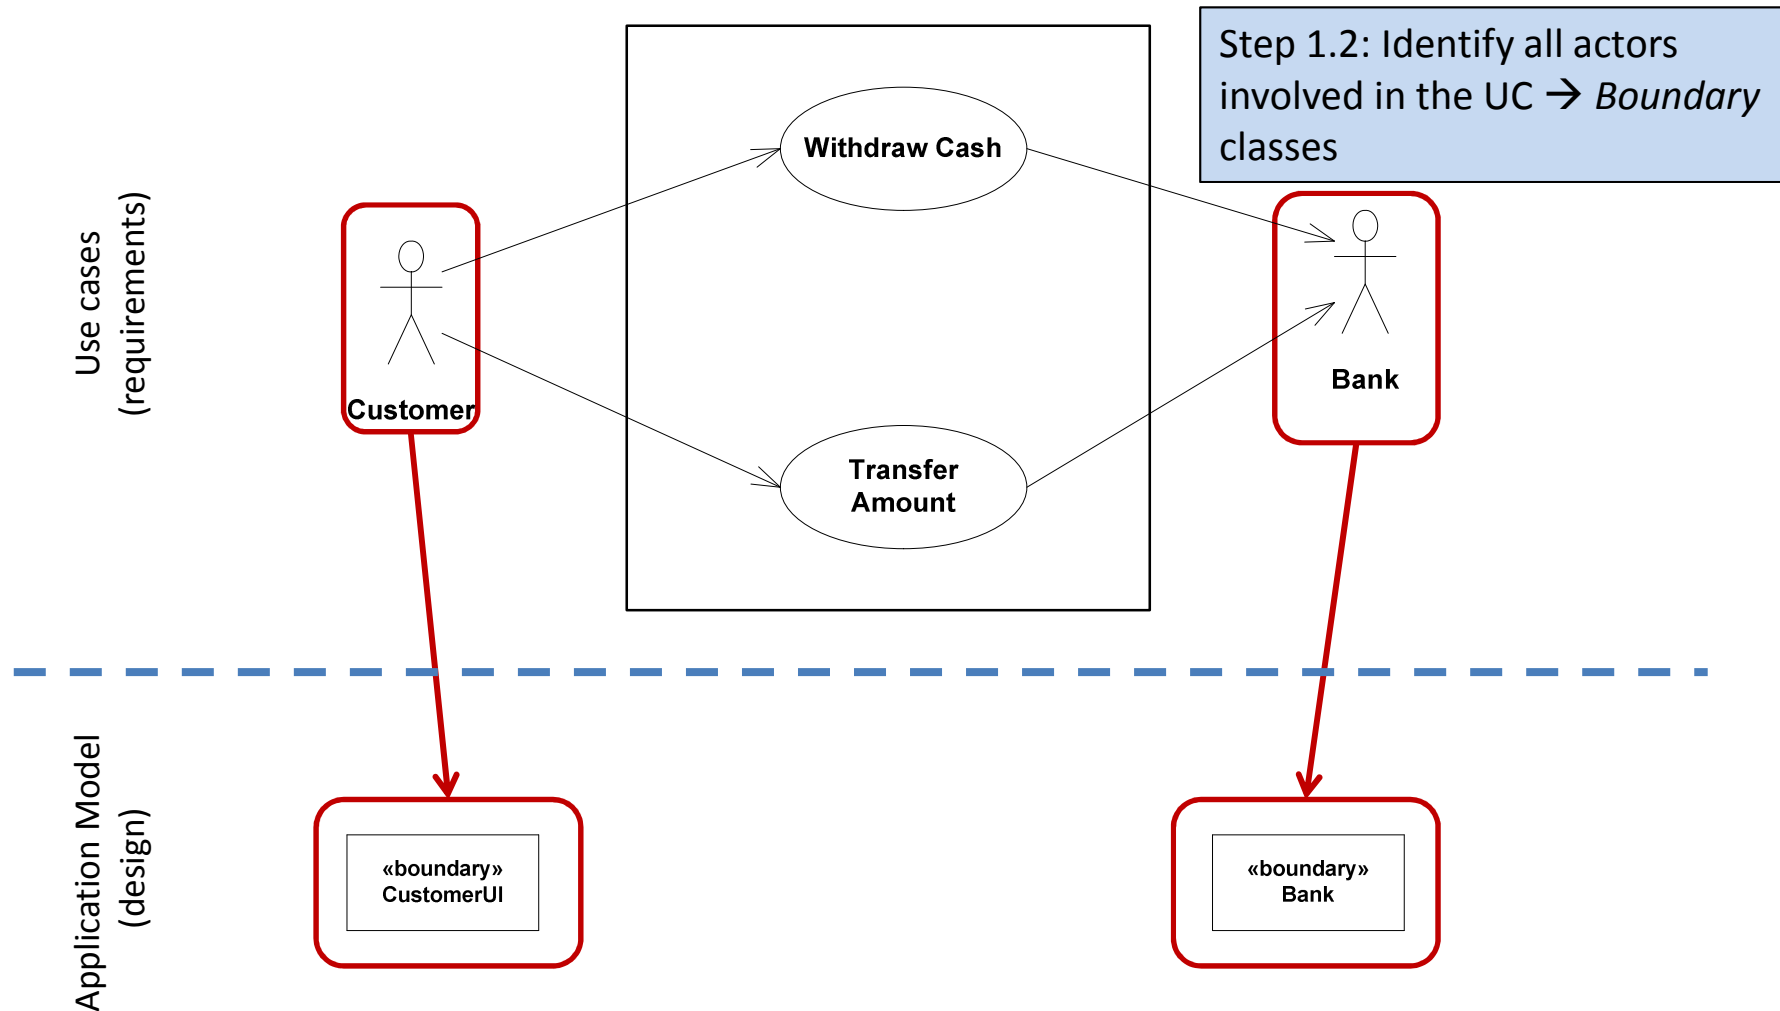 Step 1.2: Identify all actors
involved in the UC → Boundary
classes
Use cases
(requirements)
Withdraw Cash
Customer
Bank
Transfer
Amount
Application Model
(design)
«boundary»
CustomerUI
«boundary»
Bank